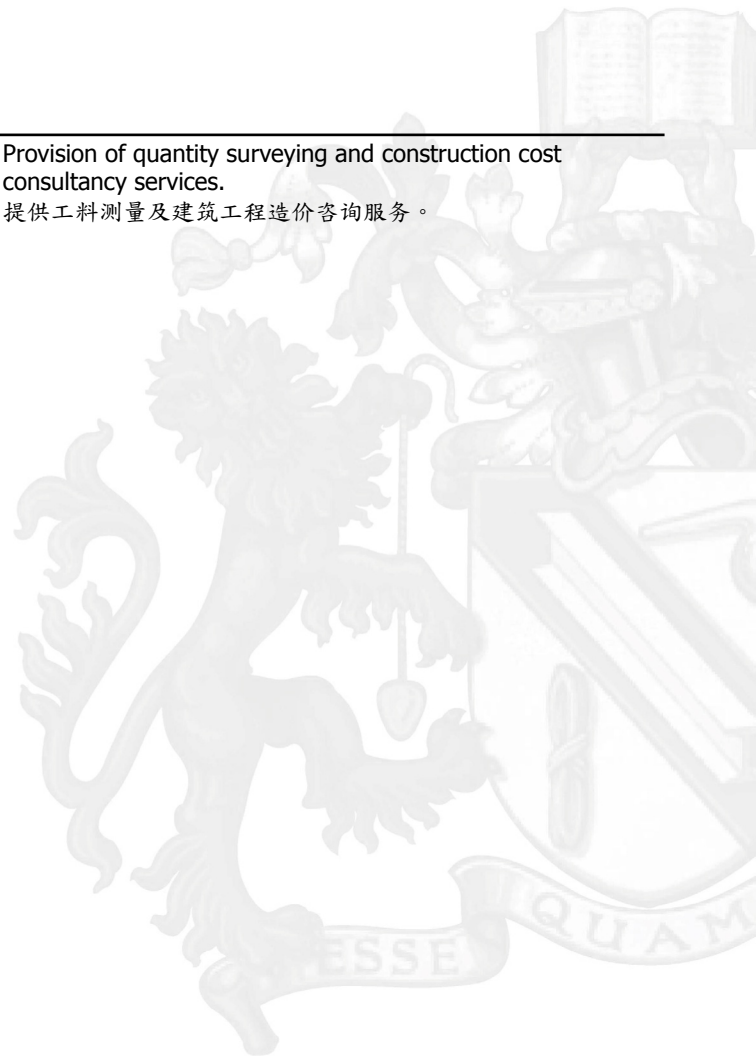 Provision of quantity surveying and construction cost
consultancy services.
提供工料测量及建筑工程造价咨询服务。
ESSE
QUAM